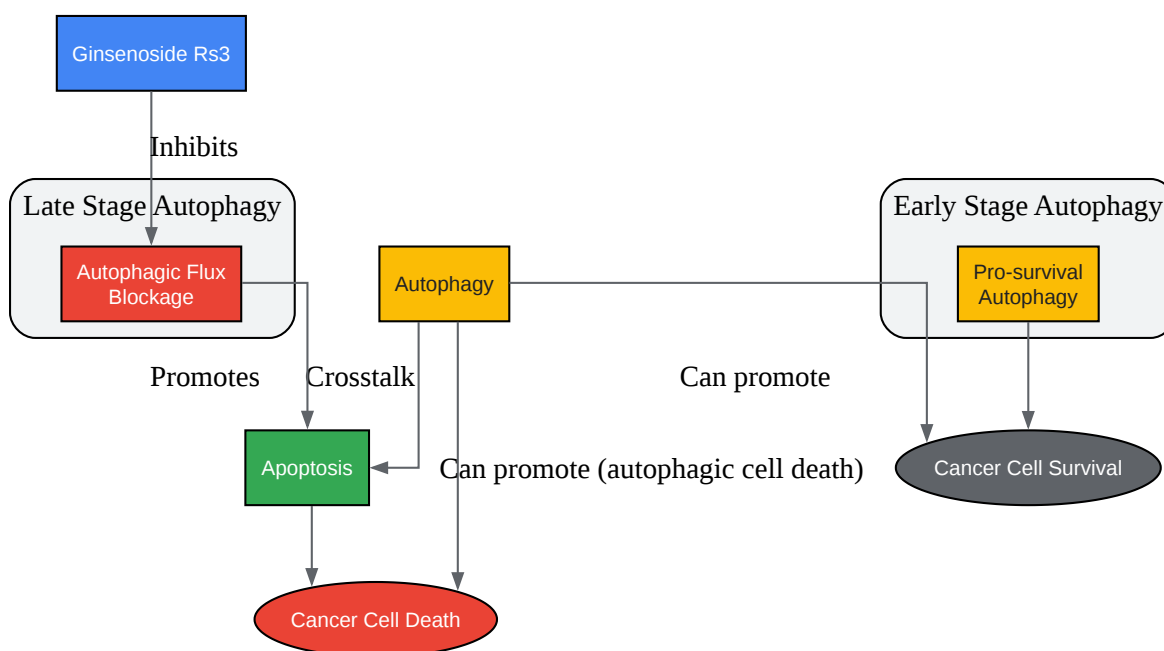 Ginsenoside Rs3
Inhibits
Late Stage Autophagy
Early Stage Autophagy
Autophagic Flux
Blockage
Autophagy
Pro-survival
Autophagy
Promotes
Crosstalk
Can promote
Apoptosis
Can promote (autophagic cell death)
Cancer Cell Survival
Cancer Cell Death